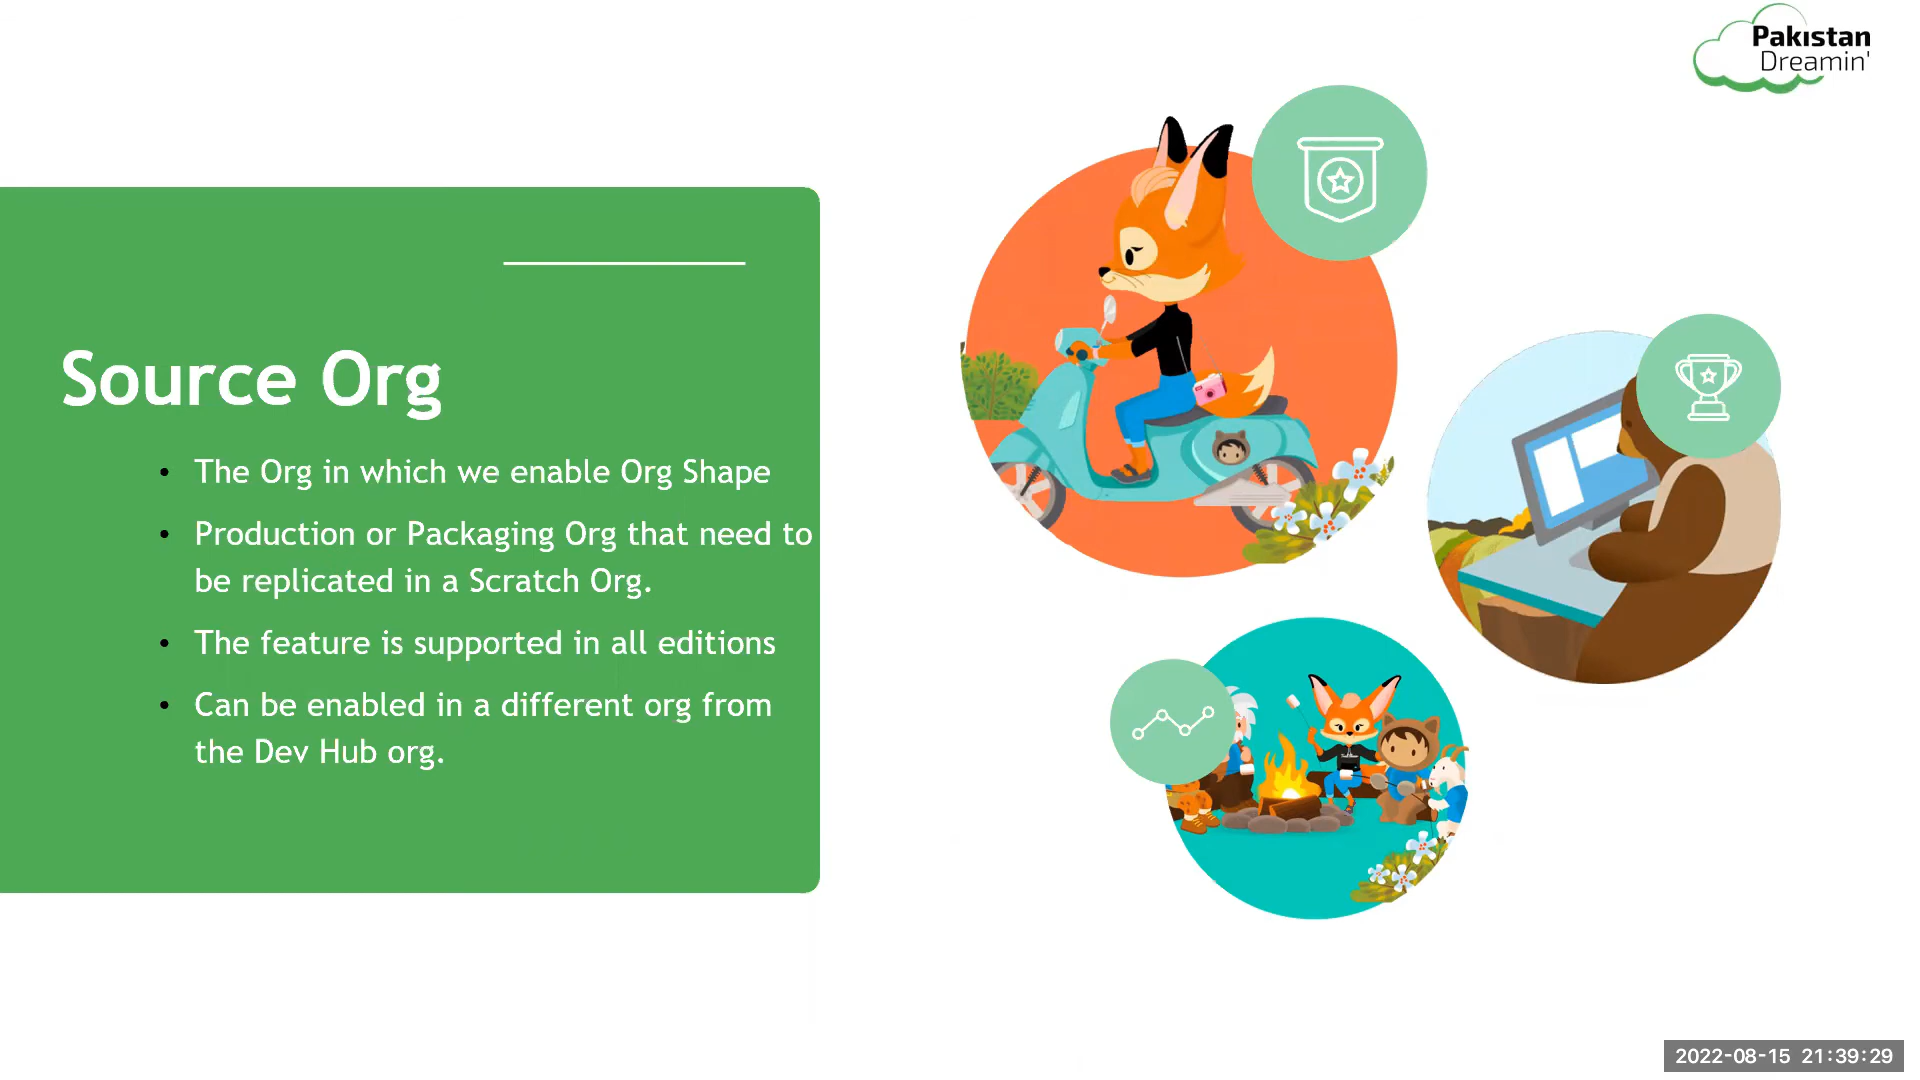 Pakistan
Dreamin'
Source Org
• The Org in which we enable Org Shape
• Production or Packaging Org that need to
be replicated in a Scratch Org.
• The feature is supported in all editions
• Can be enabled in a different org from
the Dev Hub org.
2022-08-15 21:39:29